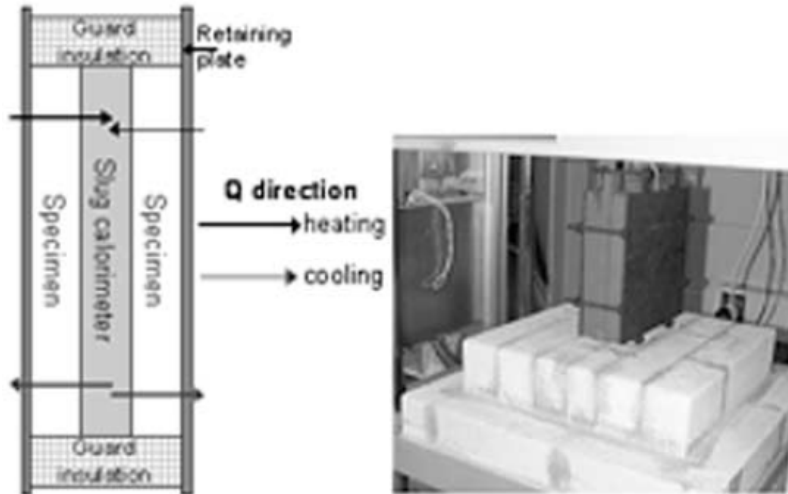 Guard
insulation
Retaining
plate
Specimen
Slug calorimeter
Specimen
Q direction
heating
cooling
Guard
insulation